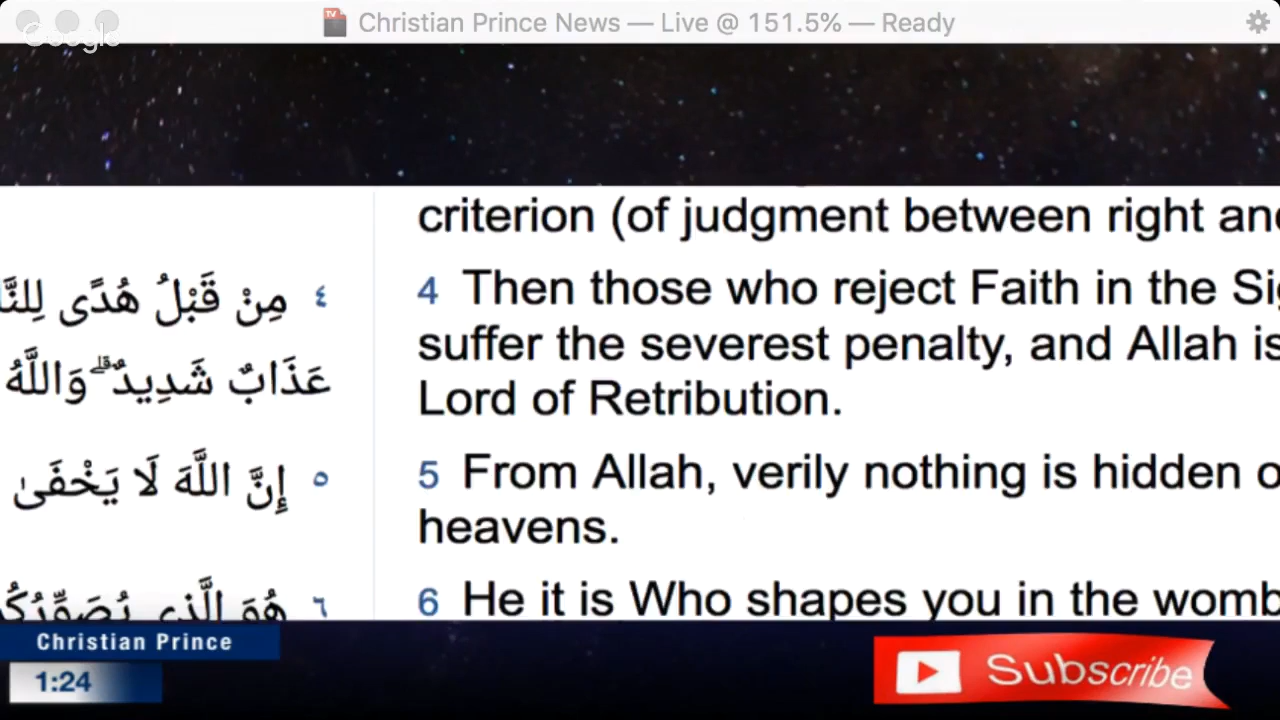 Christian Prince News — Live @ 151.5% — Ready
Google
criterion (of judgment between right
٤ مِنْ قَبْلُ هُدًى
عَذَابٌ شَدِيدٌ ۗ وَاللَّهُ
٥ إِنَّ اللَّهَ لَا يَخْفَىٰ
٦ هُوَ الَّذِي
4 Then those who reject Faith in the
suffer the severest penalty, and Allah is
Lord of Retribution.
5 From Allah, verily nothing is hidden
heavens.
6 He it is Who shapes you in the womb
Christian Prince
1:24
Subscribe